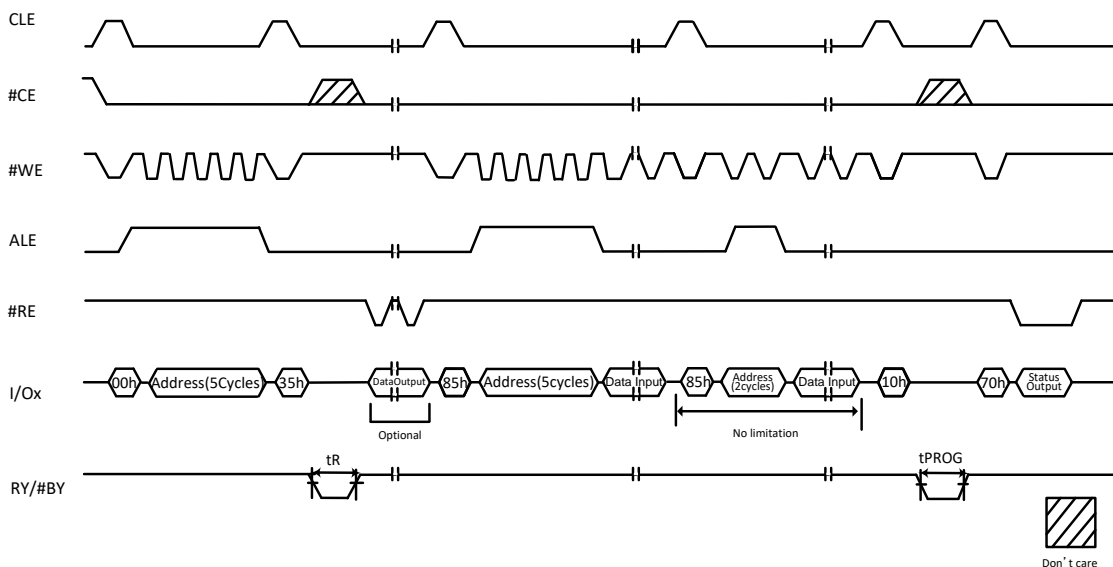 CLE
#CE
#WE
ALE
#RE
I/Ox
00h
Address(5Cycles)
35h
DataOutput
85h
Address(5cycles)
Data Input
85h
Address
(2cycles)
Data Input
10h
70h
Status
Output
Optional
No limitation
RY/#BY
tR
tPROG
Don't care